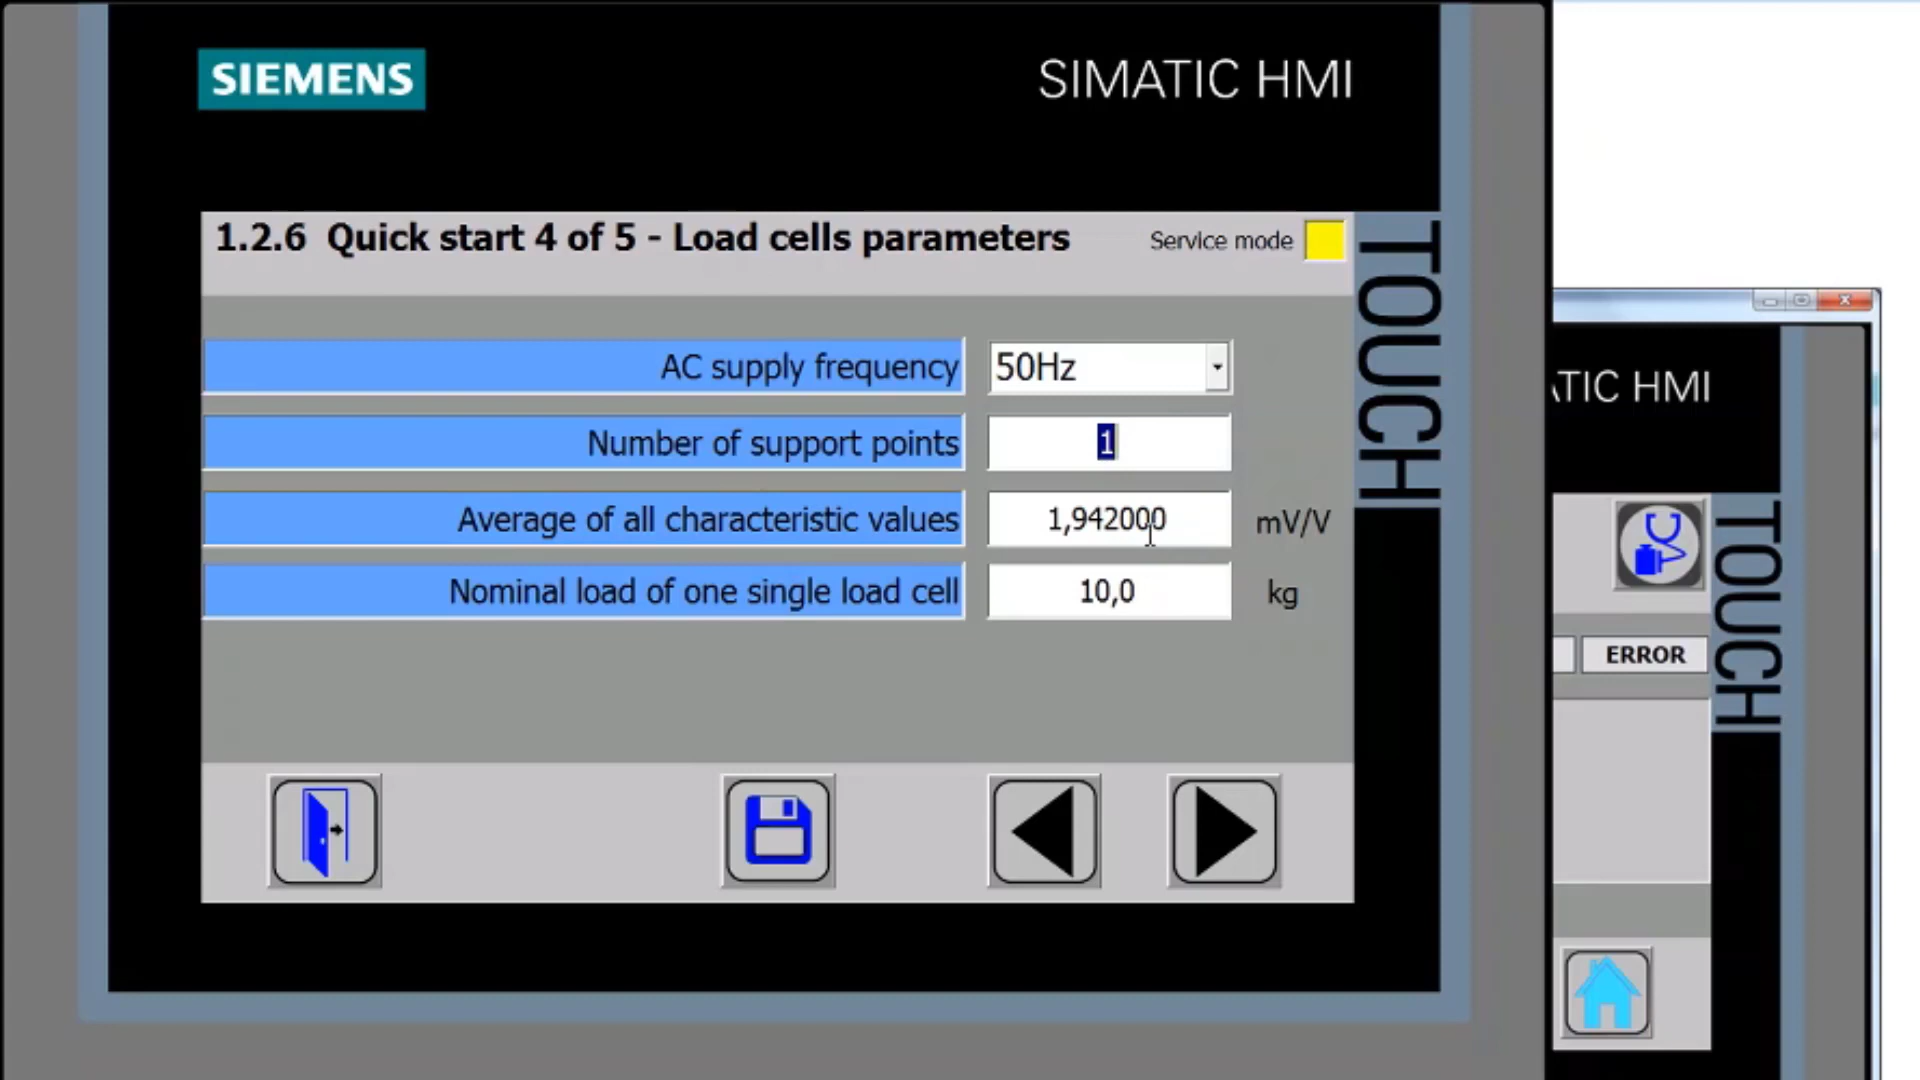 SIEMENS
SIMATIC HMI
1.2.6 Quick start 4 of 5 - Load cells parameters
Service mode
TOUCH
AC supply frequency
50Hz
Number of support points
1
Average of all characteristic values
1,942000
mV/V
Nominal load of one single load cell
10,0
kg
ATIC HMI
TOUCH
ERROR